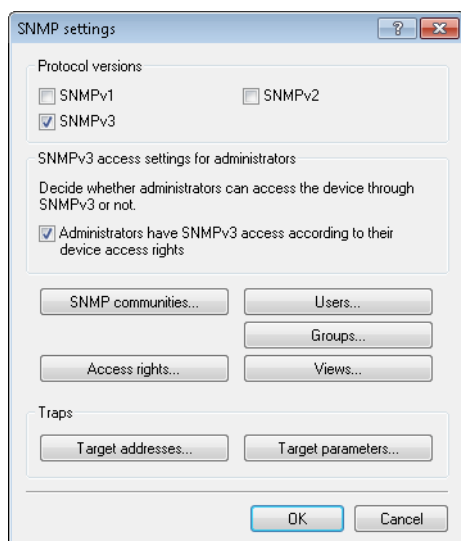 SNMP settings
Protocol versions
SNMPv1
SNMPv2
SNMPv3
SNMPv3 access settings for administrators
Decide whether administrators can access the device through
SNMPv3 or not.
Administrators have SNMPv3 access according to their
device access rights
SNMP communities...
Users...
Groups...
Access rights...
Views...
Traps
Target addresses...
Target parameters...
OK
Cancel